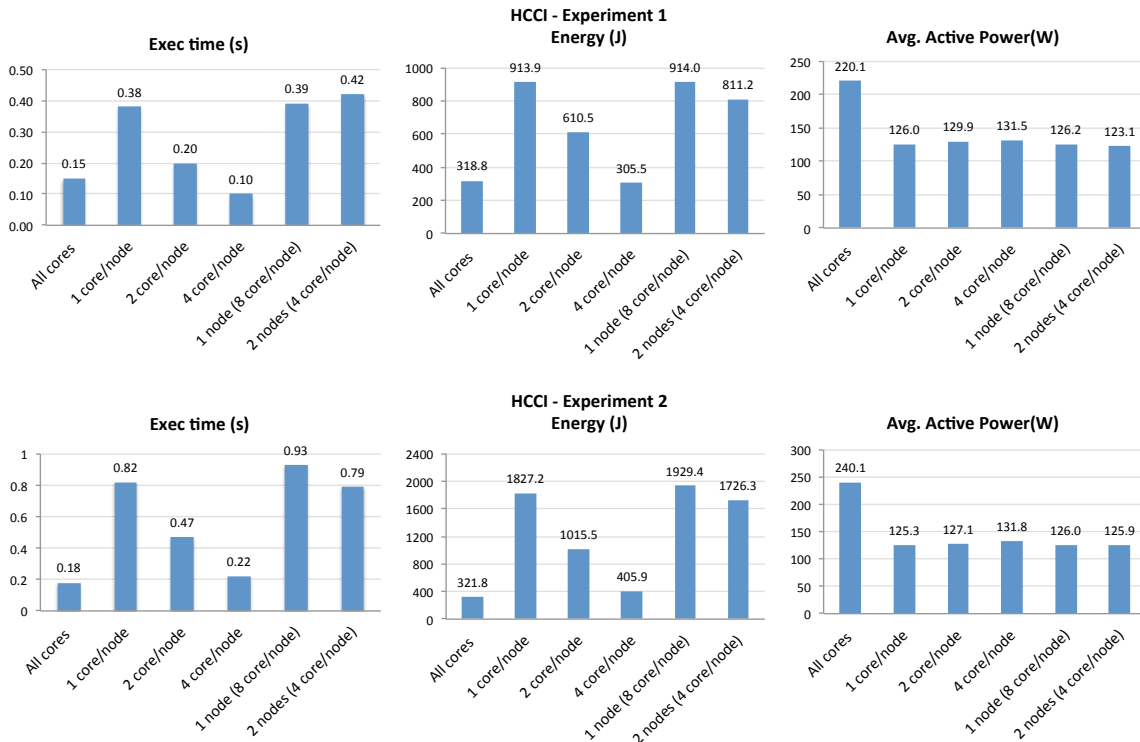 HCCI - Experiment 1
Exec time (s)
0.50
0.40
0.30
0.20
0.10
0.00
0.15
0.38
0.20
0.10
0.39
0.42
All cores
1 core/node
2 core/node
4 core/node
1 node (8 core/node)
2 nodes (4 core/node)
Energy (J)
1000
800
600
400
200
0
318.8
913.9
610.5
305.5
914.0
811.2
All cores
1 core/node
2 core/node
4 core/node
1 node (8 core/node)
2 nodes (4 core/node)
Avg. Active Power(W)
250
200
150
100
50
0
220.1
126.0
129.9
131.5
126.2
123.1
All cores
1 core/node
2 core/node
4 core/node
1 node (8 core/node)
2 nodes (4 core/node)
HCCI - Experiment 2
Exec time (s)
1
0.8
0.6
0.4
0.2
0
0.18
0.82
0.47
0.22
0.93
0.79
All cores
1 core/node
2 core/node
4 core/node
1 node (8 core/node)
2 nodes (4 core/node)
Energy (J)
2400
2000
1600
1200
800
400
0
321.8
1827.2
1015.5
405.9
1929.4
1726.3
All cores
1 core/node
2 core/node
4 core/node
1 node (8 core/node)
2 nodes (4 core/node)
Avg. Active Power(W)
300
250
200
150
100
50
0
240.1
125.3
127.1
131.8
126.0
125.9
All cores
1 core/node
2 core/node
4 core/node
1 node (8 core/node)
2 nodes (4 core/node)